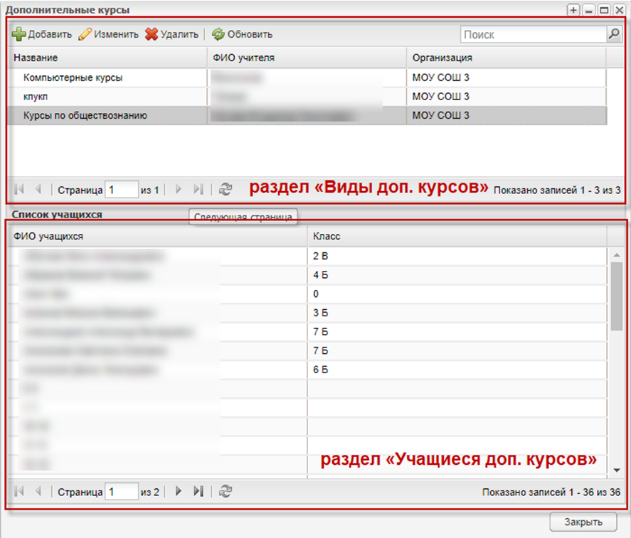 Дополнительные курсы
Добавить Изменить Удалить Обновить Поиск
Название ФИО учителя Организация
Компьютерные курсы МОУ СОШ 3
кпукп МОУ СОШ 3
Курсы по обществознанию МОУ СОШ 3
Страница 1 из 1 раздел «Виды доп. курсов» Показано записей 1 - 3 из 3
Список учащихся Следующая страница
ФИО учащихся Класс
2 В
4 Б
0
3 Б
7 Б
7 Б
6 Б
раздел «Учащиеся доп. курсов»
Страница 1 из 2 Показано записей 1 - 36 из 36
Закрыть